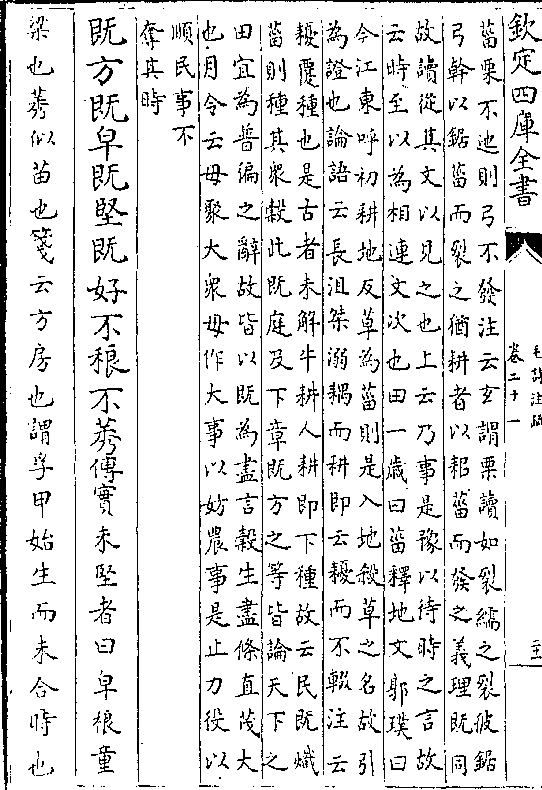 欽定四庫全書
毛詩注疏
卷二十一
菑栗不迆則弓不發注云玄謂栗讀如裂繻之裂彼鋸
弓幹以鋸菑而裂之猶耕者以耜菑而發之義理既同
故讀從其文以見之也上云乃事是豫以待時之言故
云時至以為相連文次也田一歳曰菑釋地文郭璞曰
今江東呼初耕地反草為菑則是入地殺草之名故引
為證也論語云長沮桀溺耦而耕即云耰而不輟注云
耰覆種也是古者未解牛耕人耕即下種故云民既熾
菑則種其衆穀此既庭及下章既方之等皆論天下之
田宜為普徧之辭故皆以既為盡言穀生盡條直茂大
也月令云毋聚大衆毋作大事以妨農事是止力役以
順民事不
奪其時
既方既皁既堅既好不稂不莠傳實未堅者曰皁稂童
梁也莠似苗也箋云方房也謂孚甲始生而未合時也